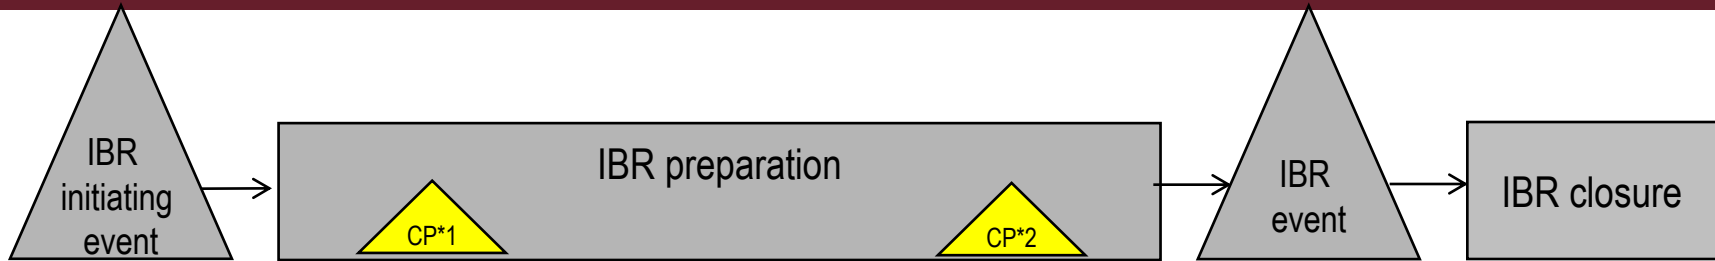 IBR
initiating
event
IBR preparation
CP*1
CP*2
IBR
event
IBR closure